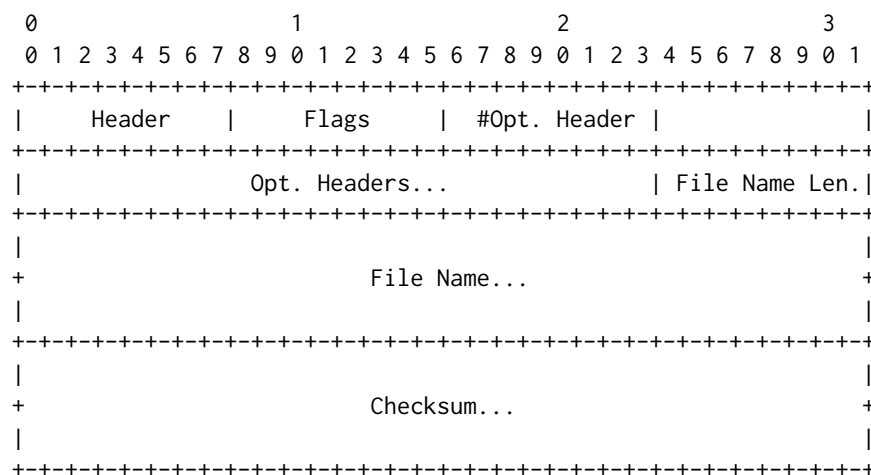 0 1 2 3
0 1 2 3 4 5 6 7 8 9 0 1 2 3 4 5 6 7 8 9 0 1 2 3 4 5 6 7 8 9 0 1
+-+-+-+-+-+-+-+-+-+-+-+-+-+-+-+-+-+-+-+-+-+-+-+-+-+-+-+-+-+-+-+-+
| Header | Flags | #Opt. Header | |
+-+-+-+-+-+-+-+-+-+-+-+-+-+-+-+-+-+-+-+-+-+-+-+-+-+-+-+-+-+-+-+-+
| Opt. Headers... | File Name Len.|
+-+-+-+-+-+-+-+-+-+-+-+-+-+-+-+-+-+-+-+-+-+-+-+-+-+-+-+-+-+-+-+-+
| |
+ File Name... +
| |
+-+-+-+-+-+-+-+-+-+-+-+-+-+-+-+-+-+-+-+-+-+-+-+-+-+-+-+-+-+-+-+-+
| |
+ Checksum... +
| |
+-+-+-+-+-+-+-+-+-+-+-+-+-+-+-+-+-+-+-+-+-+-+-+-+-+-+-+-+-+-+-+-+